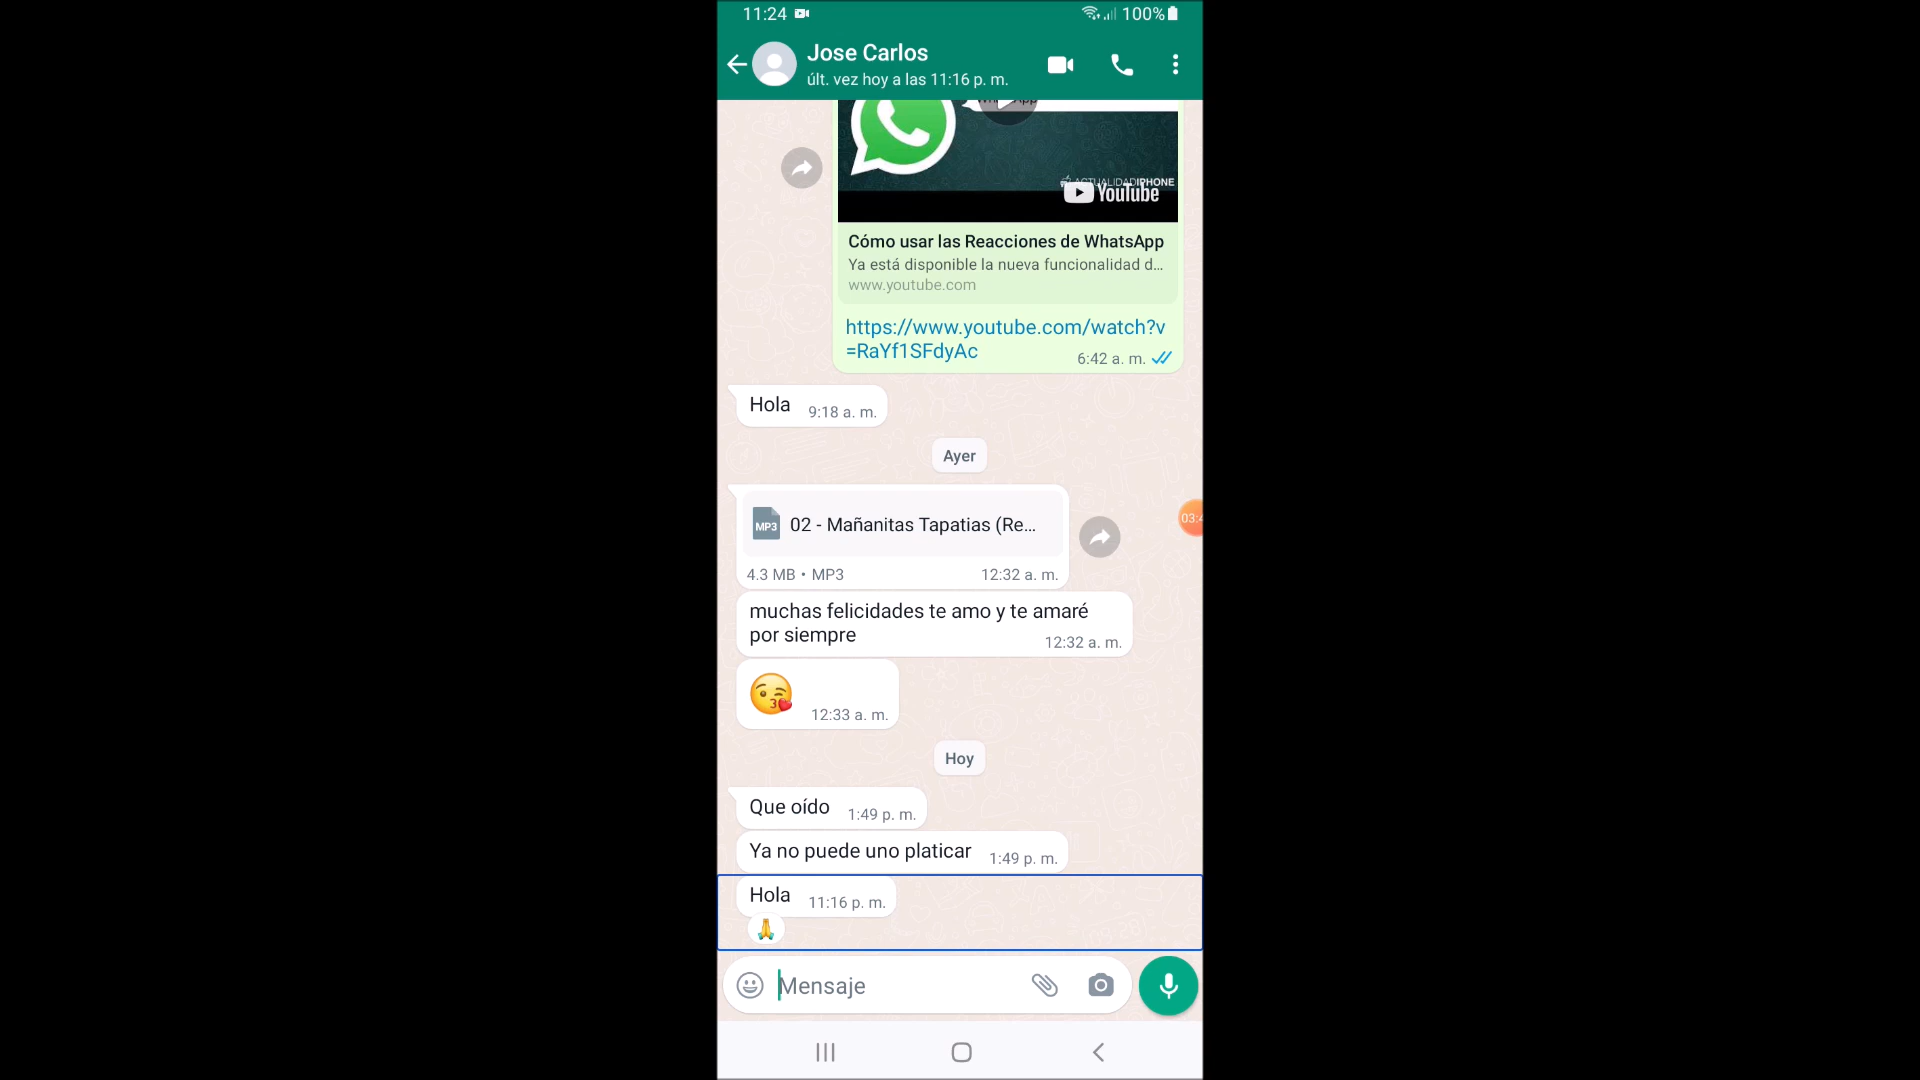 11:24
100%
Jose Carlos
últ. vez hoy a las 11:16 p. m.
ACTUALIDADIPHONE
YouTube
Cómo usar las Reacciones de WhatsApp
Ya está disponible la nueva funcionalidad d...
www.youtube.com
https://www.youtube.com/watch?v
=RaYf1SFdyAc
6:42 a. m.
Hola 9:18 a. m.
Ayer
MP3 02 - Mañanitas Tapatias (Re...
4.3 MB • MP3 12:32 a. m.
muchas felicidades te amo y te amaré
por siempre 12:32 a. m.
12:33 a. m.
Hoy
Que oído 1:49 p. m.
Ya no puede uno platicar 1:49 p. m.
Hola 11:16 p. m.
Mensaje